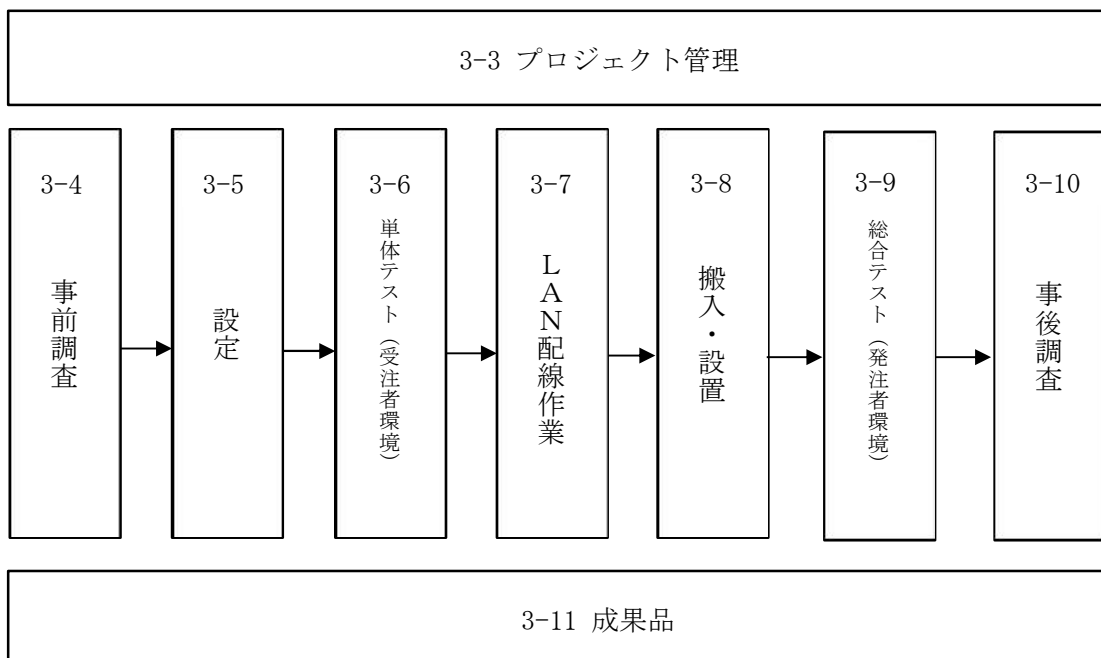 3-3 プロジェクト管理
3-4
事前調査
3-5
設定
3-6
単体テスト（受注者環境）
3-7
ＬＡＮ配線作業
3-8
搬入・設置
3-9
総合テスト（発注者環境）
3-10
事後調査
3-11 成果品